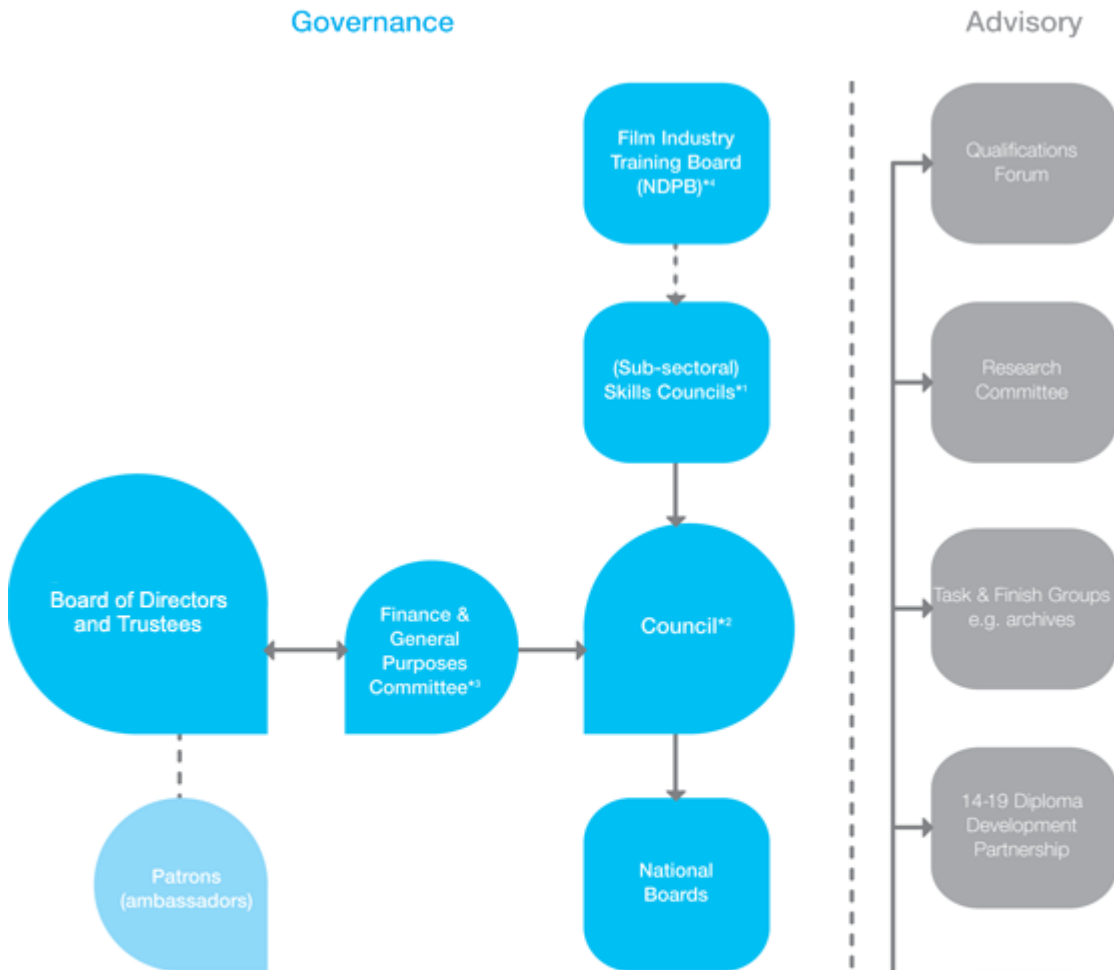 Governance
Advisory
Film Industry
Training Board
(NDPB)*4
Qualifications
Forum
(Sub-sectoral)
Skills Councils*1
Research
Committee
Board of Directors
and Trustees
Finance &
General
Purposes
Committee*3
Council*2
Task & Finish Groups
e.g. archives
Patrons
(ambassadors)
National
Boards
14-19 Diploma
Development
Partnership